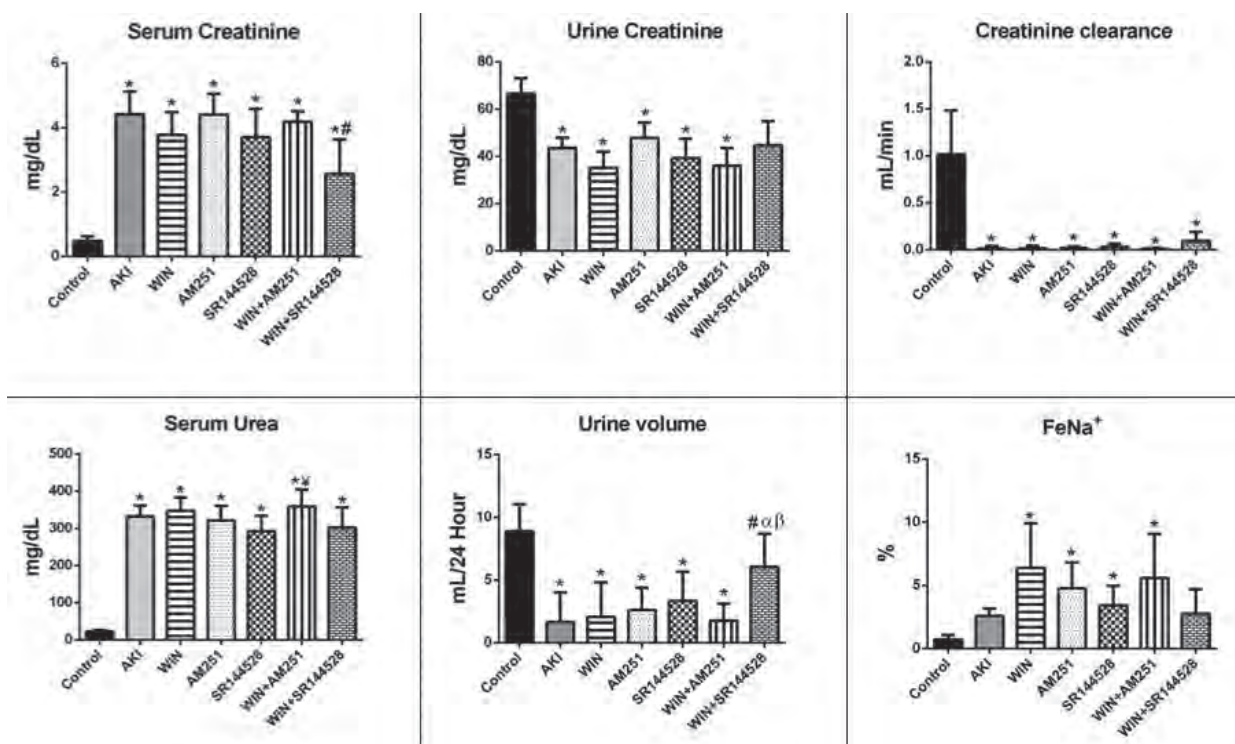 Serum Creatinine
mg/dL
6
4
2
0
*
*
*
*
*
*#
Control
AKI
WIN
AM251
SR144528
WIN+AM251
WIN+SR144528
Urine Creatinine
mg/dL
80
60
40
20
0
*
*
*
*
*
Control
AKI
WIN
AM251
SR144528
WIN+AM251
WIN+SR144528
Creatinine clearance
mL/min
2.0
1.5
1.0
0.5
0.0
*
*
*
*
*
*
Control
AKI
WIN
AM251
SR144528
WIN+AM251
WIN+SR144528
Serum Urea
mg/dL
500
400
300
200
100
0
*
*
*
*
*¥
*
Control
AKI
WIN
AM251
SR144528
WIN+AM251
WIN+SR144528
Urine volume
mL/24 Hour
15
10
5
0
*
*
*
*
*
#αβ
Control
AKI
WIN
AM251
SR144528
WIN+AM251
WIN+SR144528
FeNa⁺
%
15
10
5
0
*
*
*
*
Control
AKI
WIN
AM251
SR144528
WIN+AM251
WIN+SR144528